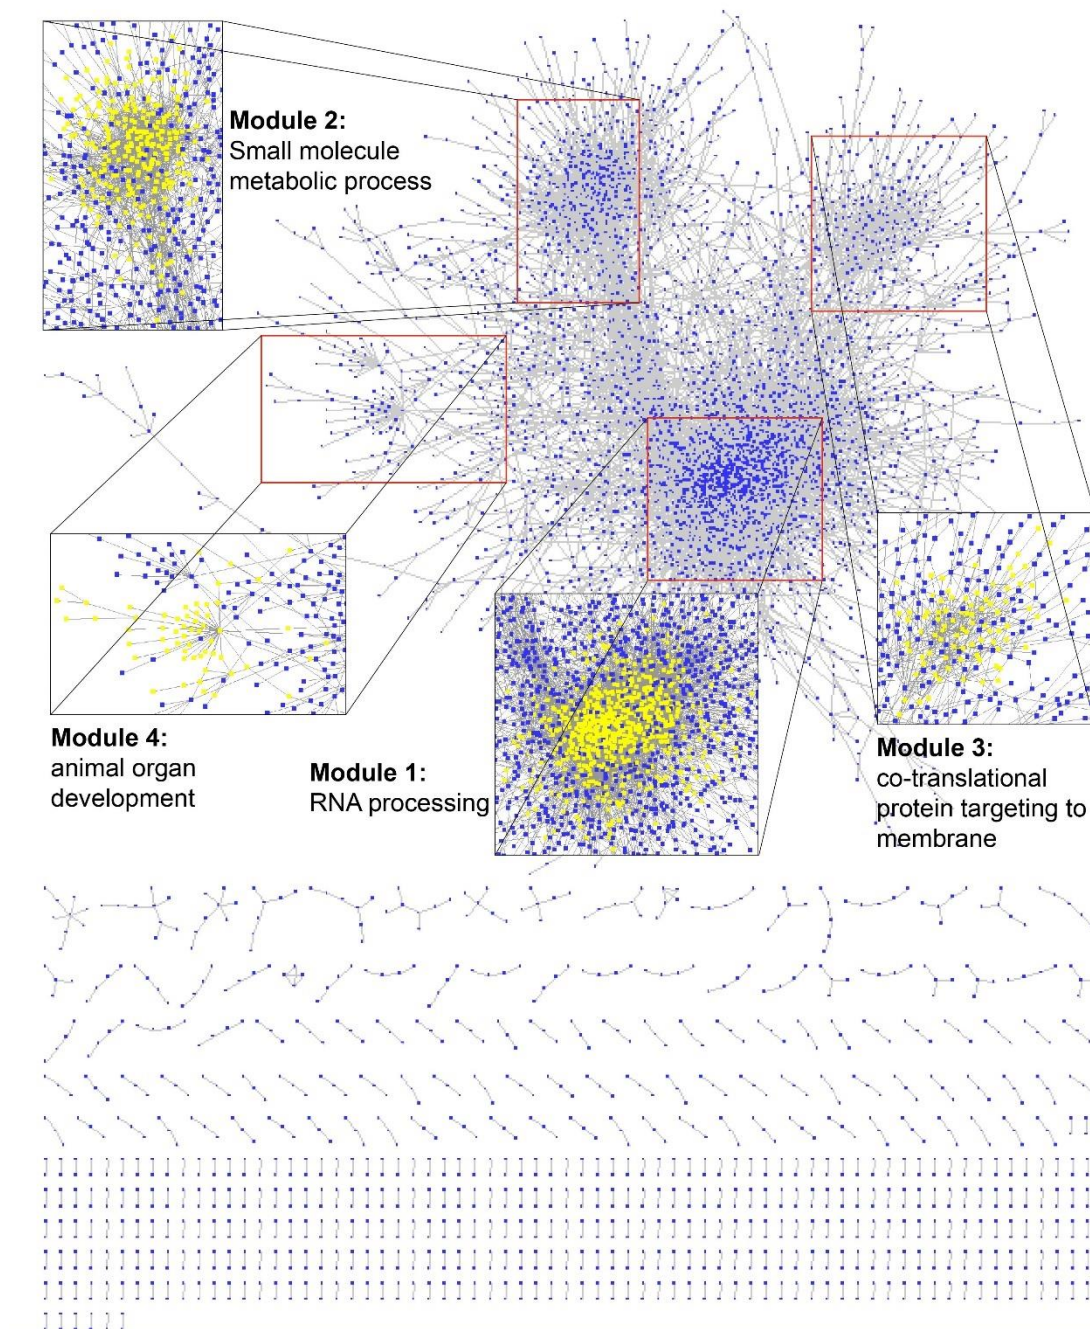 Module 2:
Small molecule
metabolic process
Module 4:
animal organ
development
Module 1:
RNA processing
Module 3:
co-translational
protein targeting to
membrane